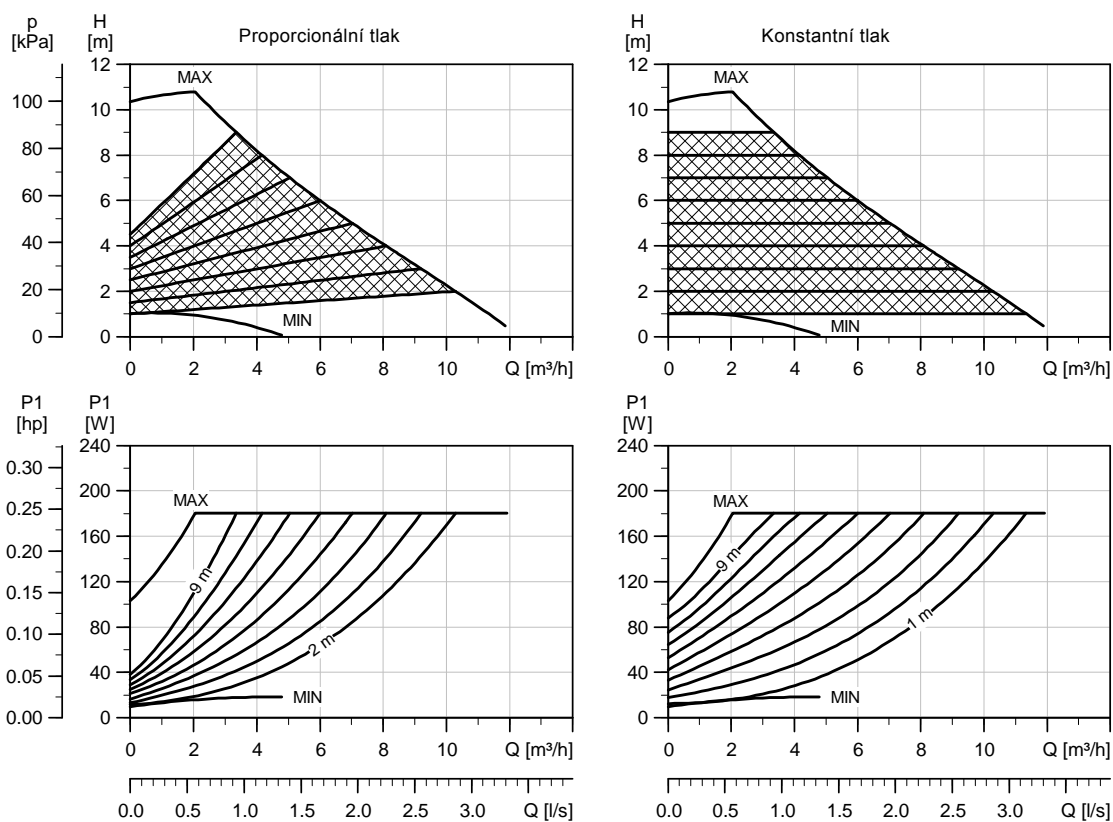 p
[kPa]
H
[m]
Proporcionální tlak
12
10
8
6
4
2
0
100
80
60
40
20
0
MAX
MIN
0 2 4 6 8 10 Q [m³/h]
H
[m]
Konstantní tlak
12
10
8
6
4
2
0
MAX
MIN
0 2 4 6 8 10 Q [m³/h]
P1
[hp]
P1
[W]
0.30
0.25
0.20
0.15
0.10
0.05
0.00
240
200
160
120
80
40
0
MAX
9 m
2 m
MIN
0 2 4 6 8 10 Q [m³/h]
0.0 0.5 1.0 1.5 2.0 2.5 3.0 Q [l/s]
P1
[W]
240
200
160
120
80
40
0
MAX
9 m
1 m
MIN
0 2 4 6 8 10 Q [m³/h]
0.0 0.5 1.0 1.5 2.0 2.5 3.0 Q [l/s]